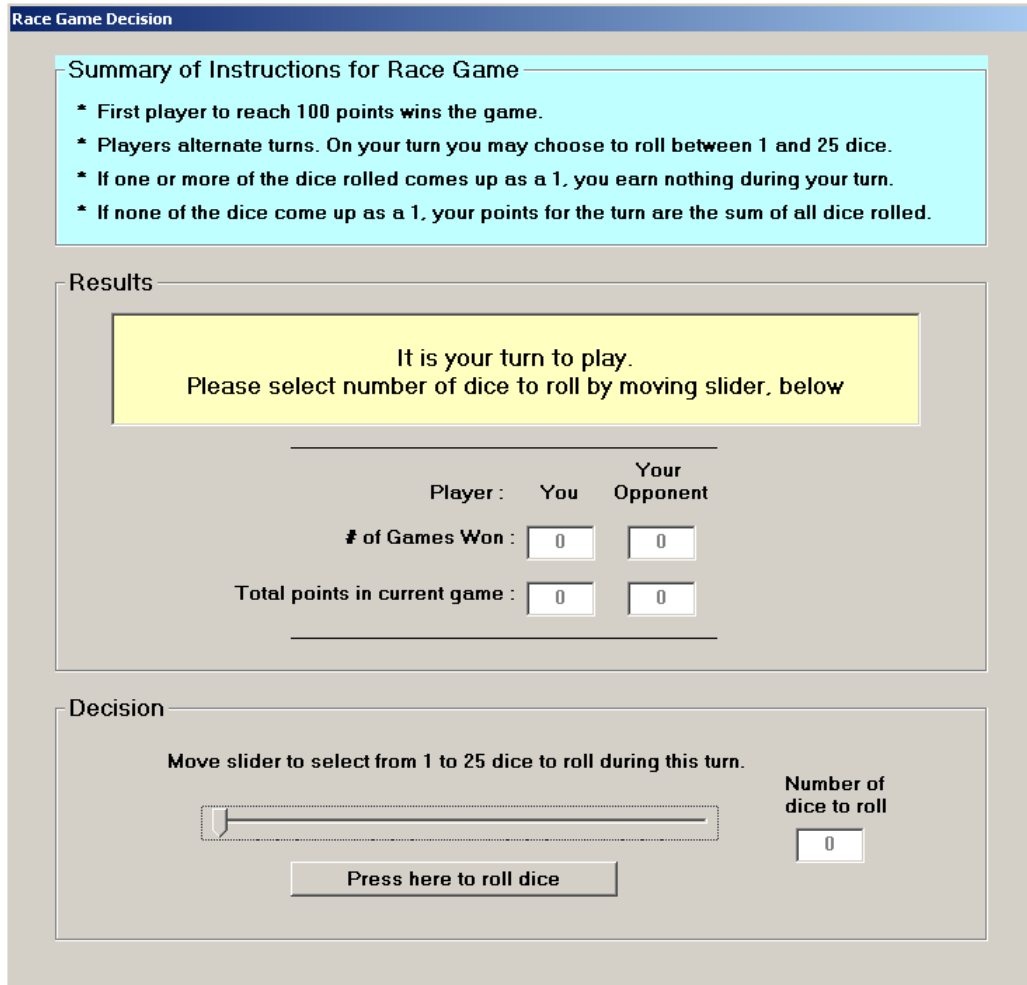 Race Game Decision
Summary of Instructions for Race Game
* First player to reach 100 points wins the game.
* Players alternate turns. On your turn you may choose to roll between 1 and 25 dice.
* If one or more of the dice rolled comes up as a 1, you earn nothing during your turn.
* If none of the dice come up as a 1, your points for the turn are the sum of all dice rolled.
Results
It is your turn to play.
Please select number of dice to roll by moving slider, below
Player : You Your Opponent
# of Games Won : 0 0
Total points in current game : 0 0
Decision
Move slider to select from 1 to 25 dice to roll during this turn.
Number of
dice to roll
0
Press here to roll dice